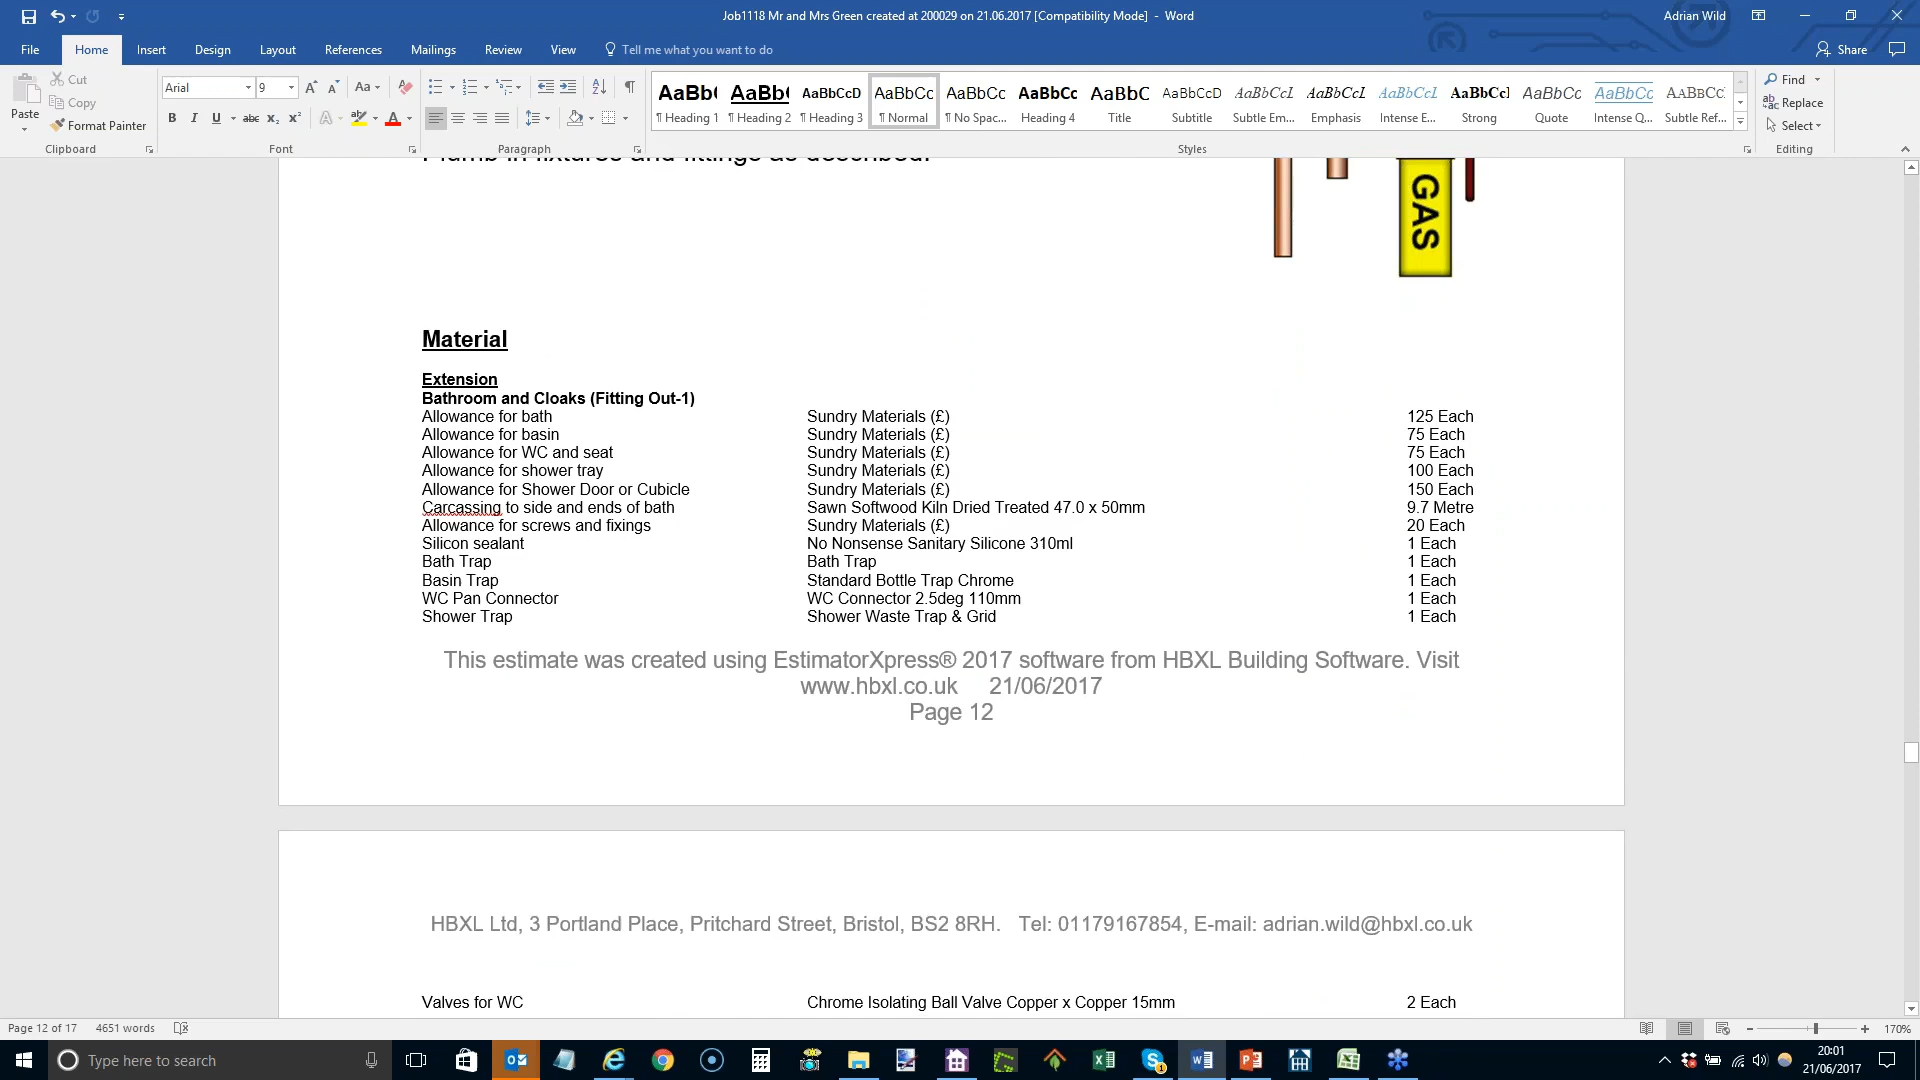 Job1118 Mr and Mrs Green created at 200029 on 21.06.2017 [Compatibility Mode] - Word
Adrian Wild
File Home Insert Design Layout References Mailings Review View Tell me what you want to do
Share
Paste
Cut
Copy
Format Painter
Clipboard
Arial 9
Font
Paragraph
AaBb( AaBb( AaBbCcD AaBbCc AaBbCc AaBbCc AaBbC AaBbCcD AaBbCcL AaBbCcL AaBbCcL AaBbCcI AaBbCc AaBbCc AABBCC
¶ Heading 1 ¶ Heading 2 ¶ Heading 3 ¶ Normal ¶ No Spac... Heading 4 Title Subtitle Subtle Em... Emphasis Intense E... Strong Quote Intense Q... Subtle Ref...
Styles
Find
Replace
Select
Editing
Plumb in fixtures and fittings as described.
GAS
Material
Extension
Bathroom and Cloaks (Fitting Out-1)
Allowance for bath Sundry Materials (£) 125 Each
Allowance for basin Sundry Materials (£) 75 Each
Allowance for WC and seat Sundry Materials (£) 75 Each
Allowance for shower tray Sundry Materials (£) 100 Each
Allowance for Shower Door or Cubicle Sundry Materials (£) 150 Each
Carcassing to side and ends of bath Sawn Softwood Kiln Dried Treated 47.0 x 50mm 9.7 Metre
Allowance for screws and fixings Sundry Materials (£) 20 Each
Silicon sealant No Nonsense Sanitary Silicone 310ml 1 Each
Bath Trap Bath Trap 1 Each
Basin Trap Standard Bottle Trap Chrome 1 Each
WC Pan Connector WC Connector 2.5deg 110mm 1 Each
Shower Trap Shower Waste Trap & Grid 1 Each
This estimate was created using EstimatorXpress® 2017 software from HBXL Building Software. Visit
www.hbxl.co.uk 21/06/2017
Page 12
HBXL Ltd, 3 Portland Place, Pritchard Street, Bristol, BS2 8RH. Tel: 01179167854, E-mail: adrian.wild@hbxl.co.uk
Valves for WC Chrome Isolating Ball Valve Copper x Copper 15mm 2 Each
Page 12 of 17 4651 words 170%
Type here to search
20:01
21/06/2017